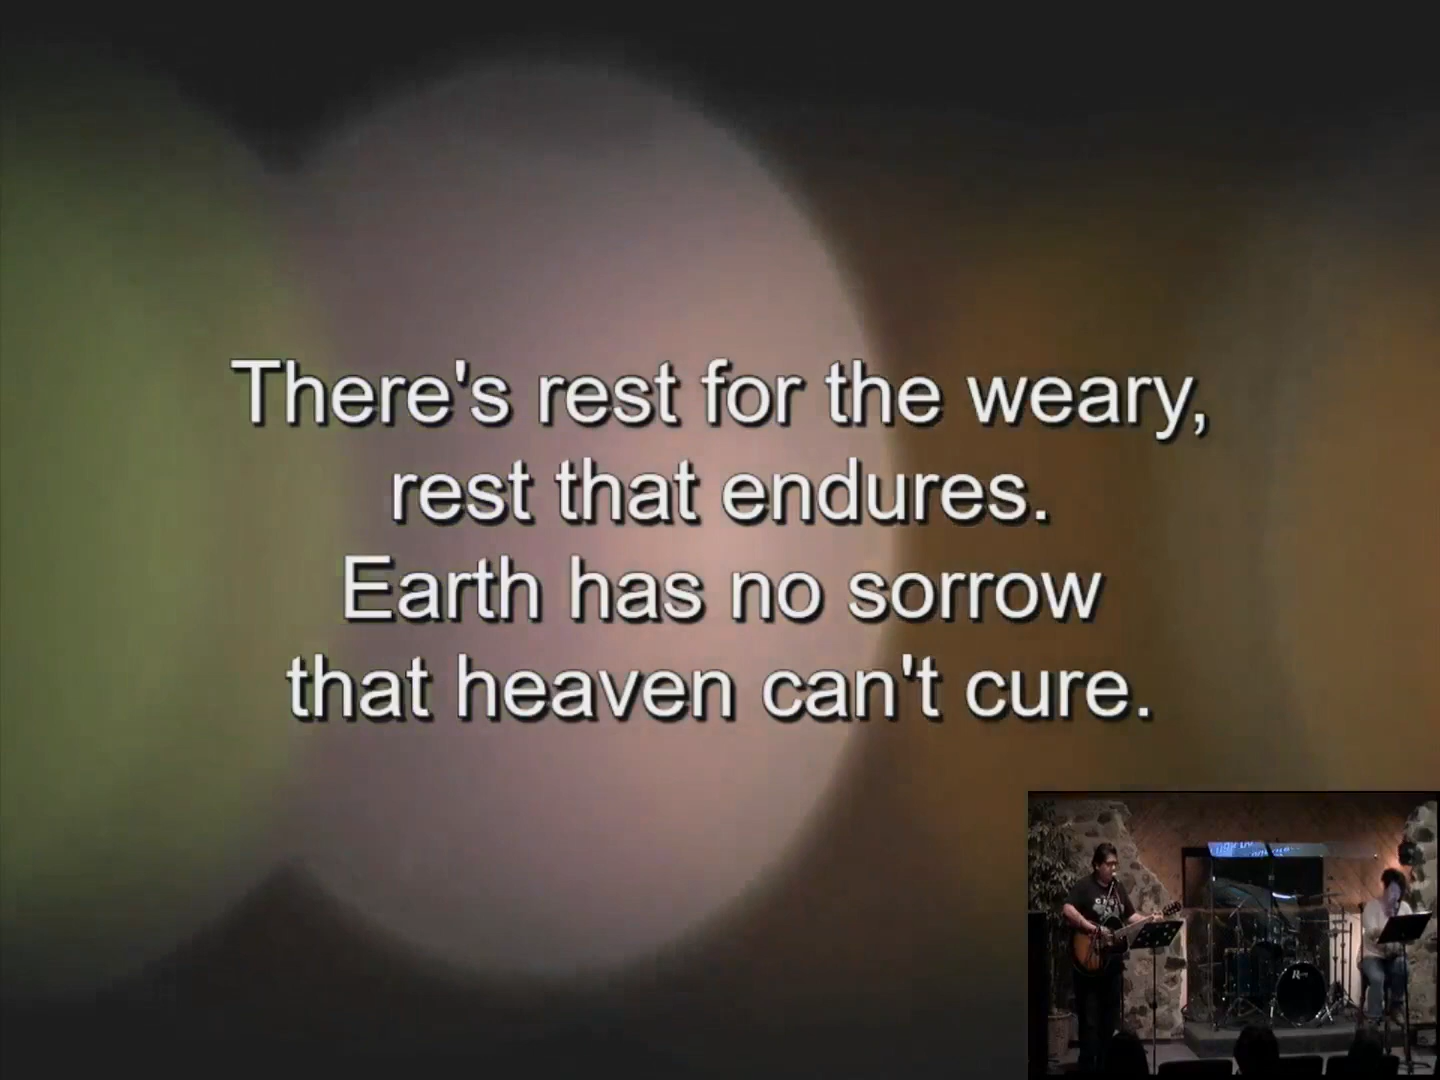 There's rest for the weary,
rest that endures.
Earth has no sorrow
that heaven can't cure.